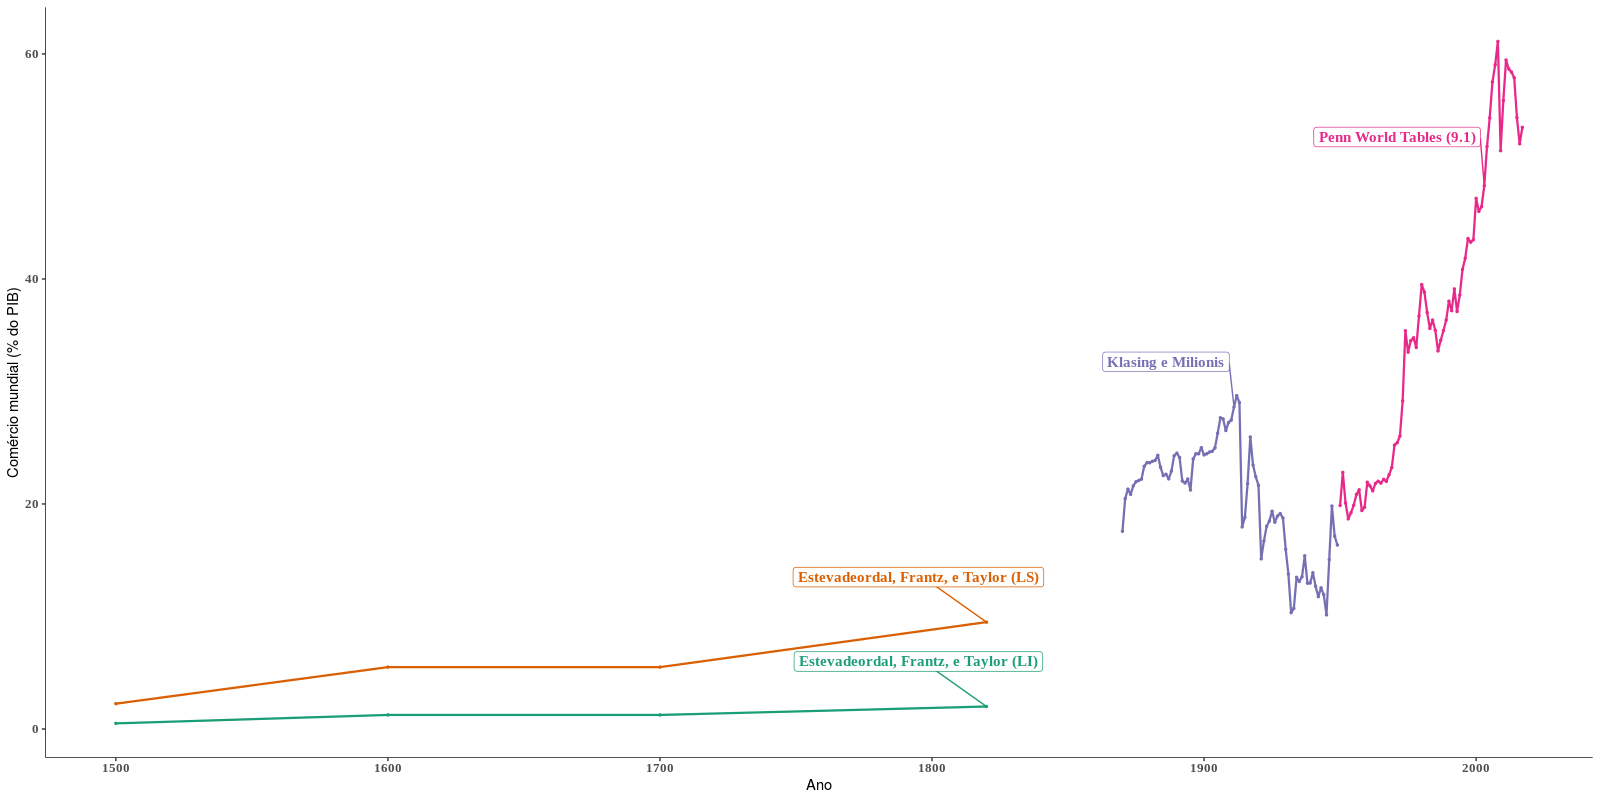 60
Penn World Tables (9.1)
40
Comércio mundial (% do PIB)
Klasing e Milionis
20
Estevadeordal, Frantz, e Taylor (LS)
Estevadeordal, Frantz, e Taylor (LI)
0
1500 1600 1700 1800 1900 2000
Ano